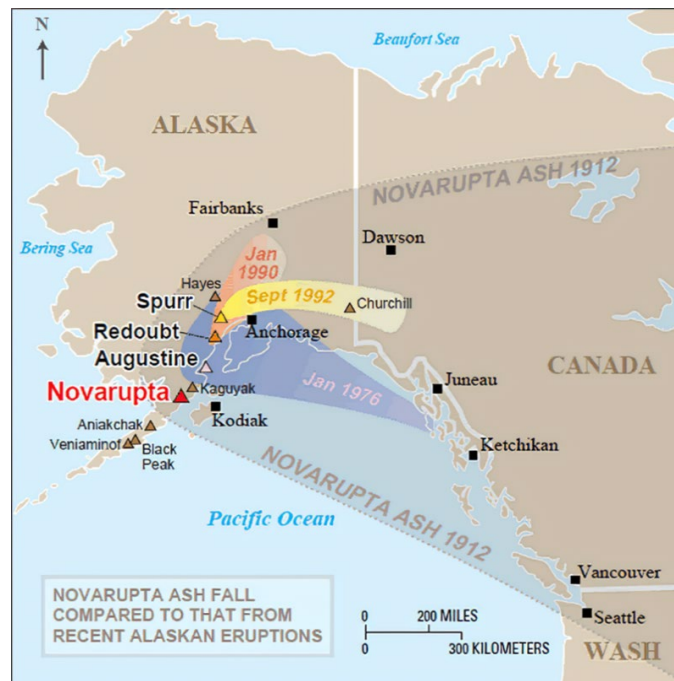 N
Beaufort Sea
ALASKA
NOVARUPTA ASH 1912
Fairbanks
Dawson
Bering Sea
Jan
1990
Hayes
Sept 1992
Churchill
Spurr
Redoubt
Anchorage
Augustine
CANADA
Novarupta
Kaguyak
Jan 1976
Juneau
Kodiak
Aniakchak
Veniaminof
Black
Peak
Ketchikan
NOVARUPTA ASH 1912
Pacific Ocean
Vancouver
NOVARUPTA ASH FALL
COMPARED TO THAT FROM
RECENT ALASKAN ERUPTIONS
0 200 MILES
0 300 KILOMETERS
Seattle
WASH